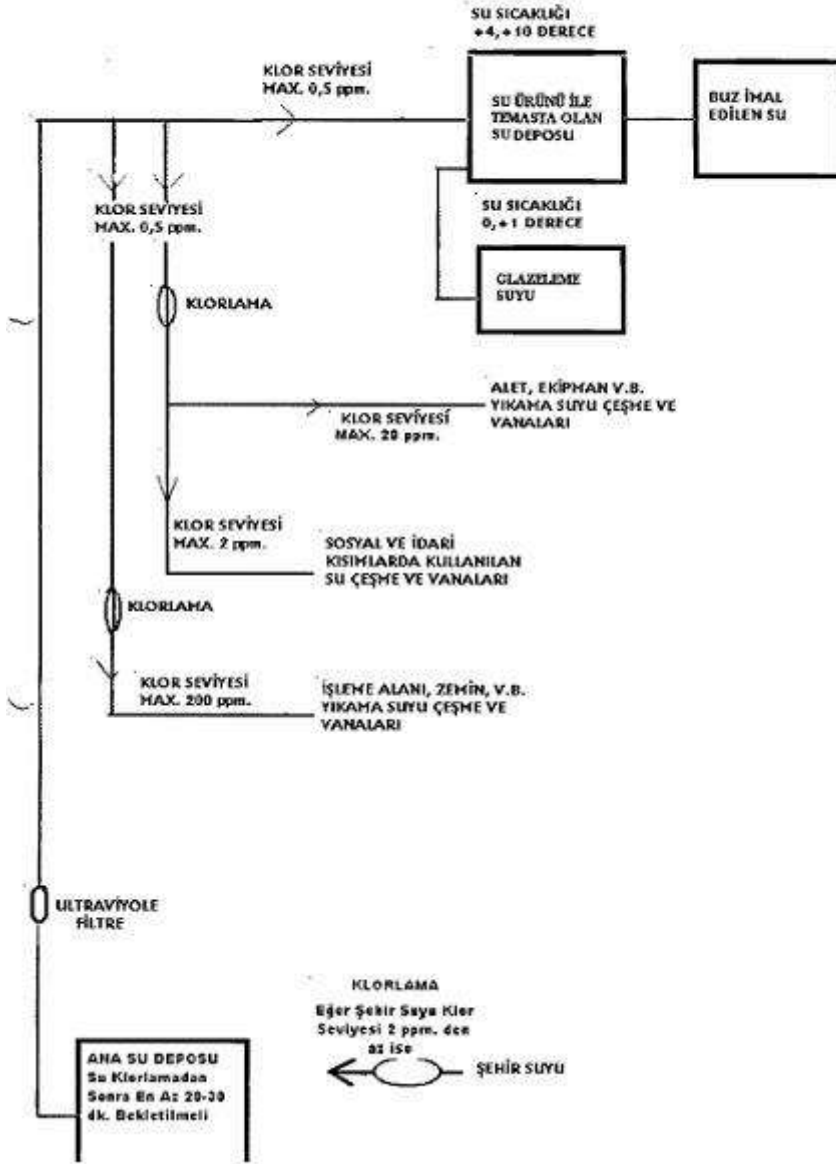 SU SICAKLIĞI
+4,+10 DERECE
KLOR SEVİYESİ
MAX. 0,5 ppm.
SU ÜRÜNÜ İLE
TEMASTA OLAN
SU DEPOSU
BUZ İMAL
EDİLEN SU
KLOR SEVİYESİ
MAX. 0,5 ppm.
SU SICAKLIĞI
0,+1 DERECE
GLAZELEME
SUYU
KLORLAMA
ALET, EKİPMAN V.B.
YIKAMA SUYU ÇEŞME VE
VANALARI
KLOR SEVİYESİ
MAX. 20 ppm.
KLOR SEVİYESİ
MAX. 2 ppm.
SOSYAL VE İDARİ
KISIMLARDA KULLANILAN
SU ÇEŞME VE VANALARI
KLORLAMA
KLOR SEVİYESİ
MAX. 200 ppm.
İŞLEME ALANI, ZEMİN, V.B.
YIKAMA SUYU ÇEŞME VE
VANALARI
ULTRAVİYOLE
FİLTRE
KLORLAMA
Eğer Şehir Suyu Klor
Seviyesi 2 ppm. den
az ise
ŞEHİR SUYU
ANA SU DEPOSU
Su Klorlamadan
Sonra En Az 20-30
dk. Bekletilmeli